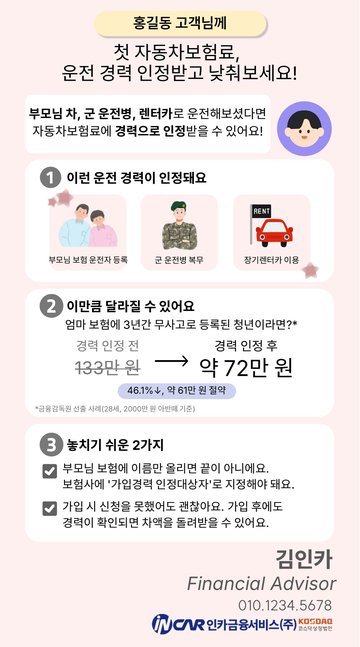 홍길동 고객님께
첫 자동차보험료,
운전 경력 인정받고 낮춰보세요!
부모님 차, 군 운전병, 렌터카로 운전해보셨다면
자동차보험료에 경력으로 인정받을 수 있어요!
1 이런 운전 경력이 인정돼요
RENT
부모님 보험 운전자 등록
군 운전병 복무
장기렌터카 이용
2 이만큼 달라질 수 있어요
엄마 보험에 3년간 무사고로 등록된 청년이라면?*
경력 인정 전
133만 원
경력 인정 후
약 72만 원
46.1%↓, 약 61만 원 절약
*금융감독원 선출 사례(28세, 2000만 원 아반떼 기준)
3 놓치기 쉬운 2가지
부모님 보험에 이름만 올리면 끝이 아니에요.
보험사에 '가입경력 인정대상자'로 지정해야 돼요.
가입 시 신청을 못했어도 괜찮아요. 가입 후에도
경력이 확인되면 차액을 돌려받을 수 있어요.
김인카
Financial Advisor
010.1234.5678
INCAR 인카금융서비스(주) KOSDAQ
코스닥상장법인